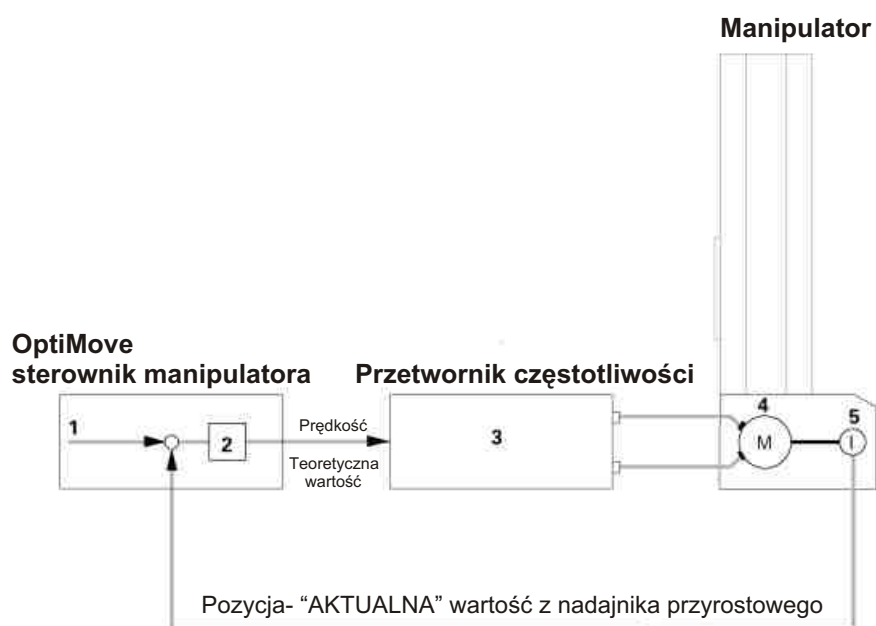 Manipulator
OptiMove
sterownik manipulatora
Przetwornik częstotliwości
1
2
Prędkość
Teoretyczna
wartość
3
4
M
5
I
Pozycja- “AKTUALNA” wartość z nadajnika przyrostowego